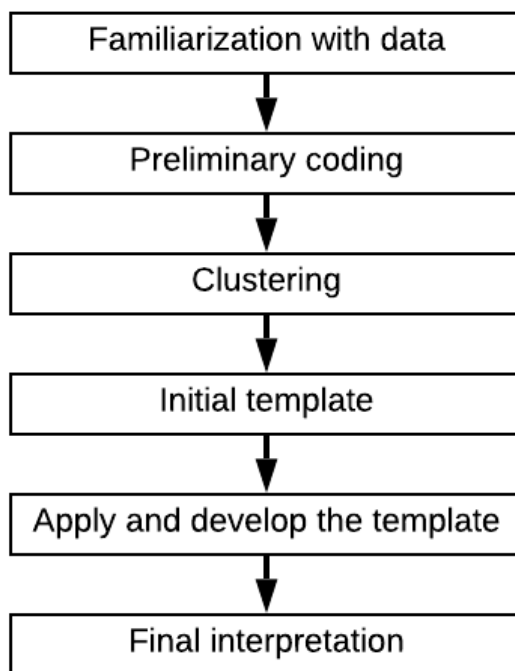 Familiarization with data
Preliminary coding
Clustering
Initial template
Apply and develop the template
Final interpretation